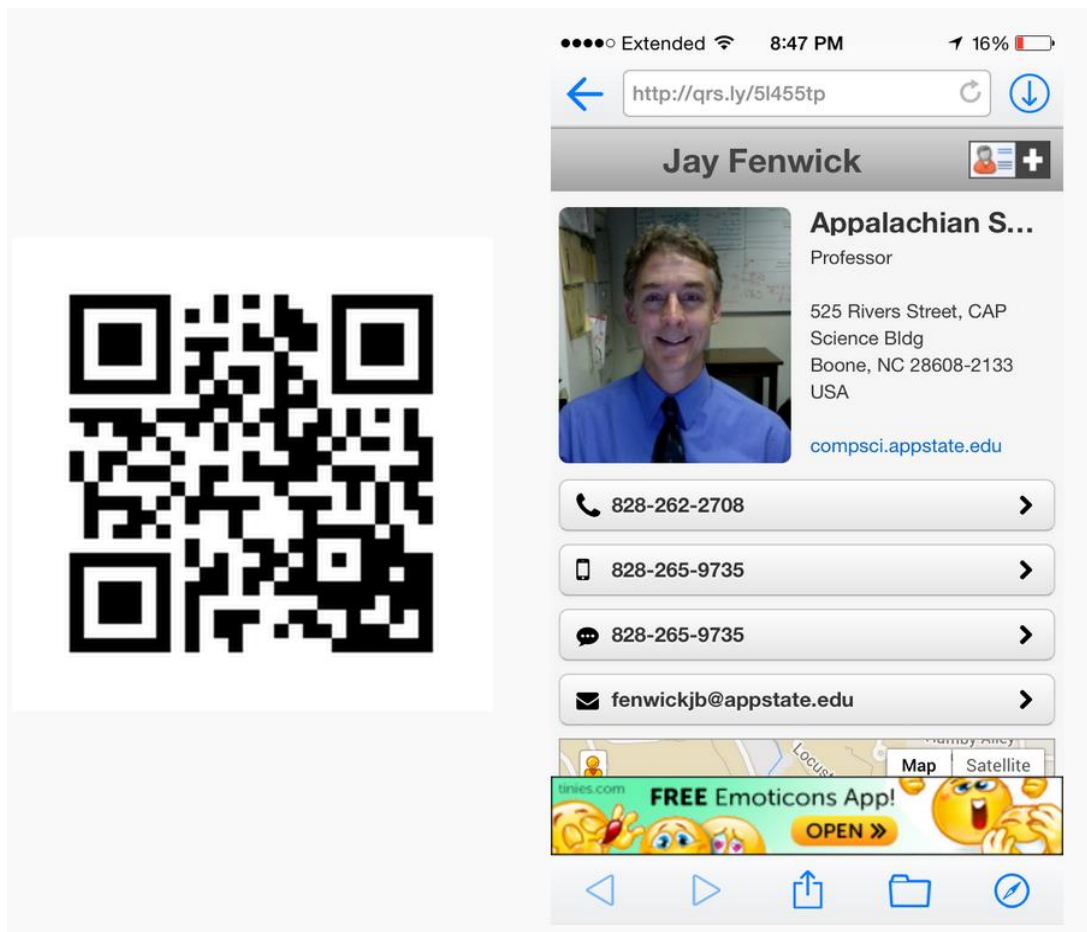 Extended 8:47 PM 16%
http://qrs.ly/5l455tp
Jay Fenwick
Appalachian S...
Professor
525 Rivers Street, CAP
Science Bldg
Boone, NC 28608-2133
USA
compsci.appstate.edu
828-262-2708
828-265-9735
828-265-9735
fenwickjb@appstate.edu
Locust
Map Satellite
tinies.com
FREE Emoticons App!
OPEN »